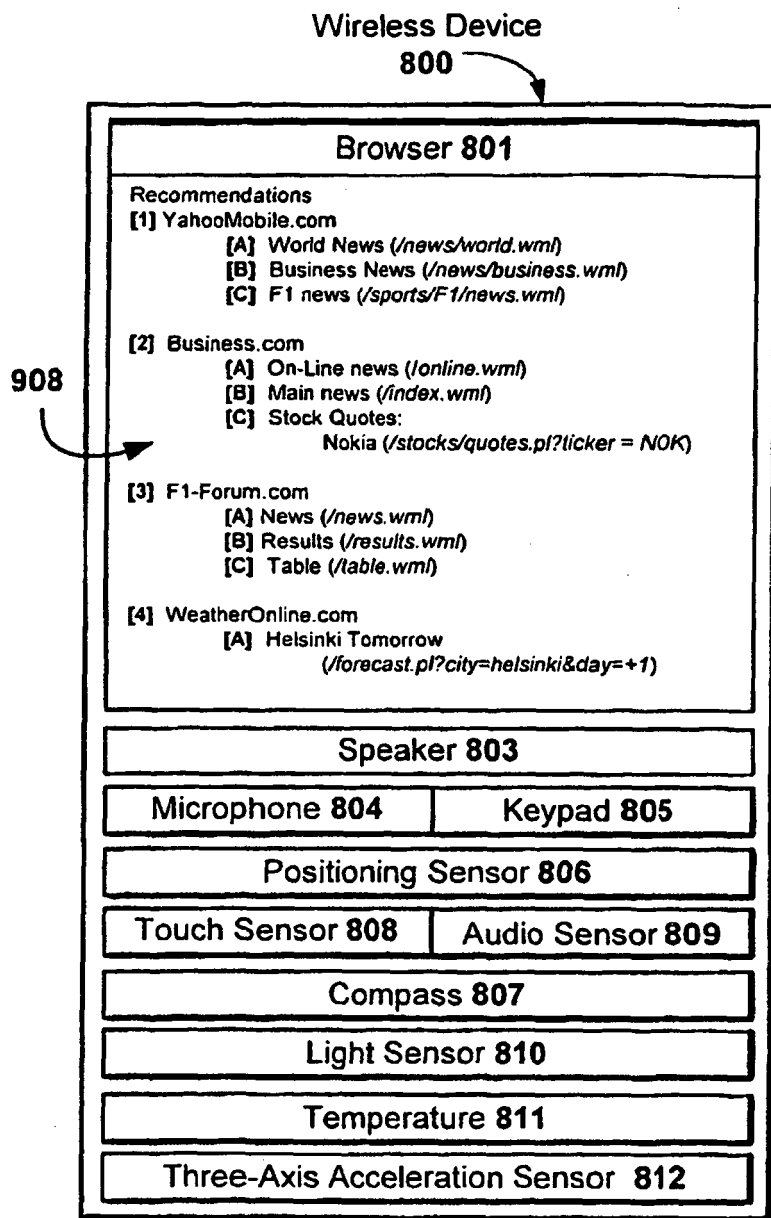 Wireless Device
800
Browser 801
Recommendations
[1] YahooMobile.com
[A] World News (/news/world.wml)
[B] Business News (/news/business.wml)
[C] F1 news (/sports/F1/news.wml)
[2] Business.com
[A] On-Line news (/online.wml)
[B] Main news (/index.wml)
[C] Stock Quotes:
Nokia (/stocks/quotes.pl?ticker = NOK)
908
[3] F1-Forum.com
[A] News (/news.wml)
[B] Results (/results.wml)
[C] Table (/table.wml)
[4] WeatherOnline.com
[A] Helsinki Tomorrow
(/forecast.pl?city=helsinki&day=+1)
Speaker 803
Microphone 804 Keypad 805
Positioning Sensor 806
Touch Sensor 808 Audio Sensor 809
Compass 807
Light Sensor 810
Temperature 811
Three-Axis Acceleration Sensor 812